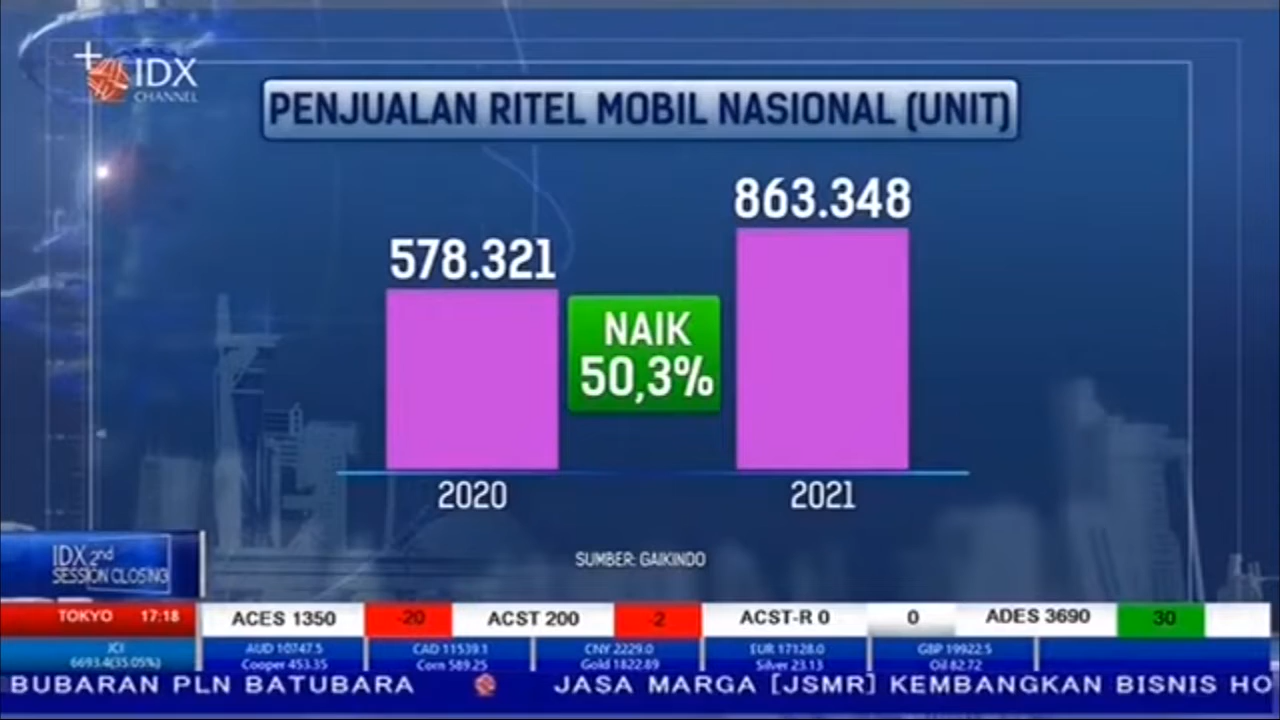 IDX
CHANNEL
PENJUALAN RITEL MOBIL NASIONAL (UNIT)
863.348
578.321
NAIK
50,3%
2020
2021
SUMBER: GAIKINDO
IDX 2nd
SESSION CLOSING
TOKYO 17:18 ACES 1350 -20 ACST 200 -2 ACST-R 0 0 ADES 3690 30
JCI AUD 10747.5 CAD 11539.1 CNY 2229.0 EUR 17128.0 GBP 19922.5
6693.4(35.05%) Cooper 453.35 Corn 589.25 Gold 1822.89 Silver 23.13 Oil 82.72
BUBARAN PLN BATUBARA JASA MARGA [JSMR] KEMBANGKAN BISNIS HO